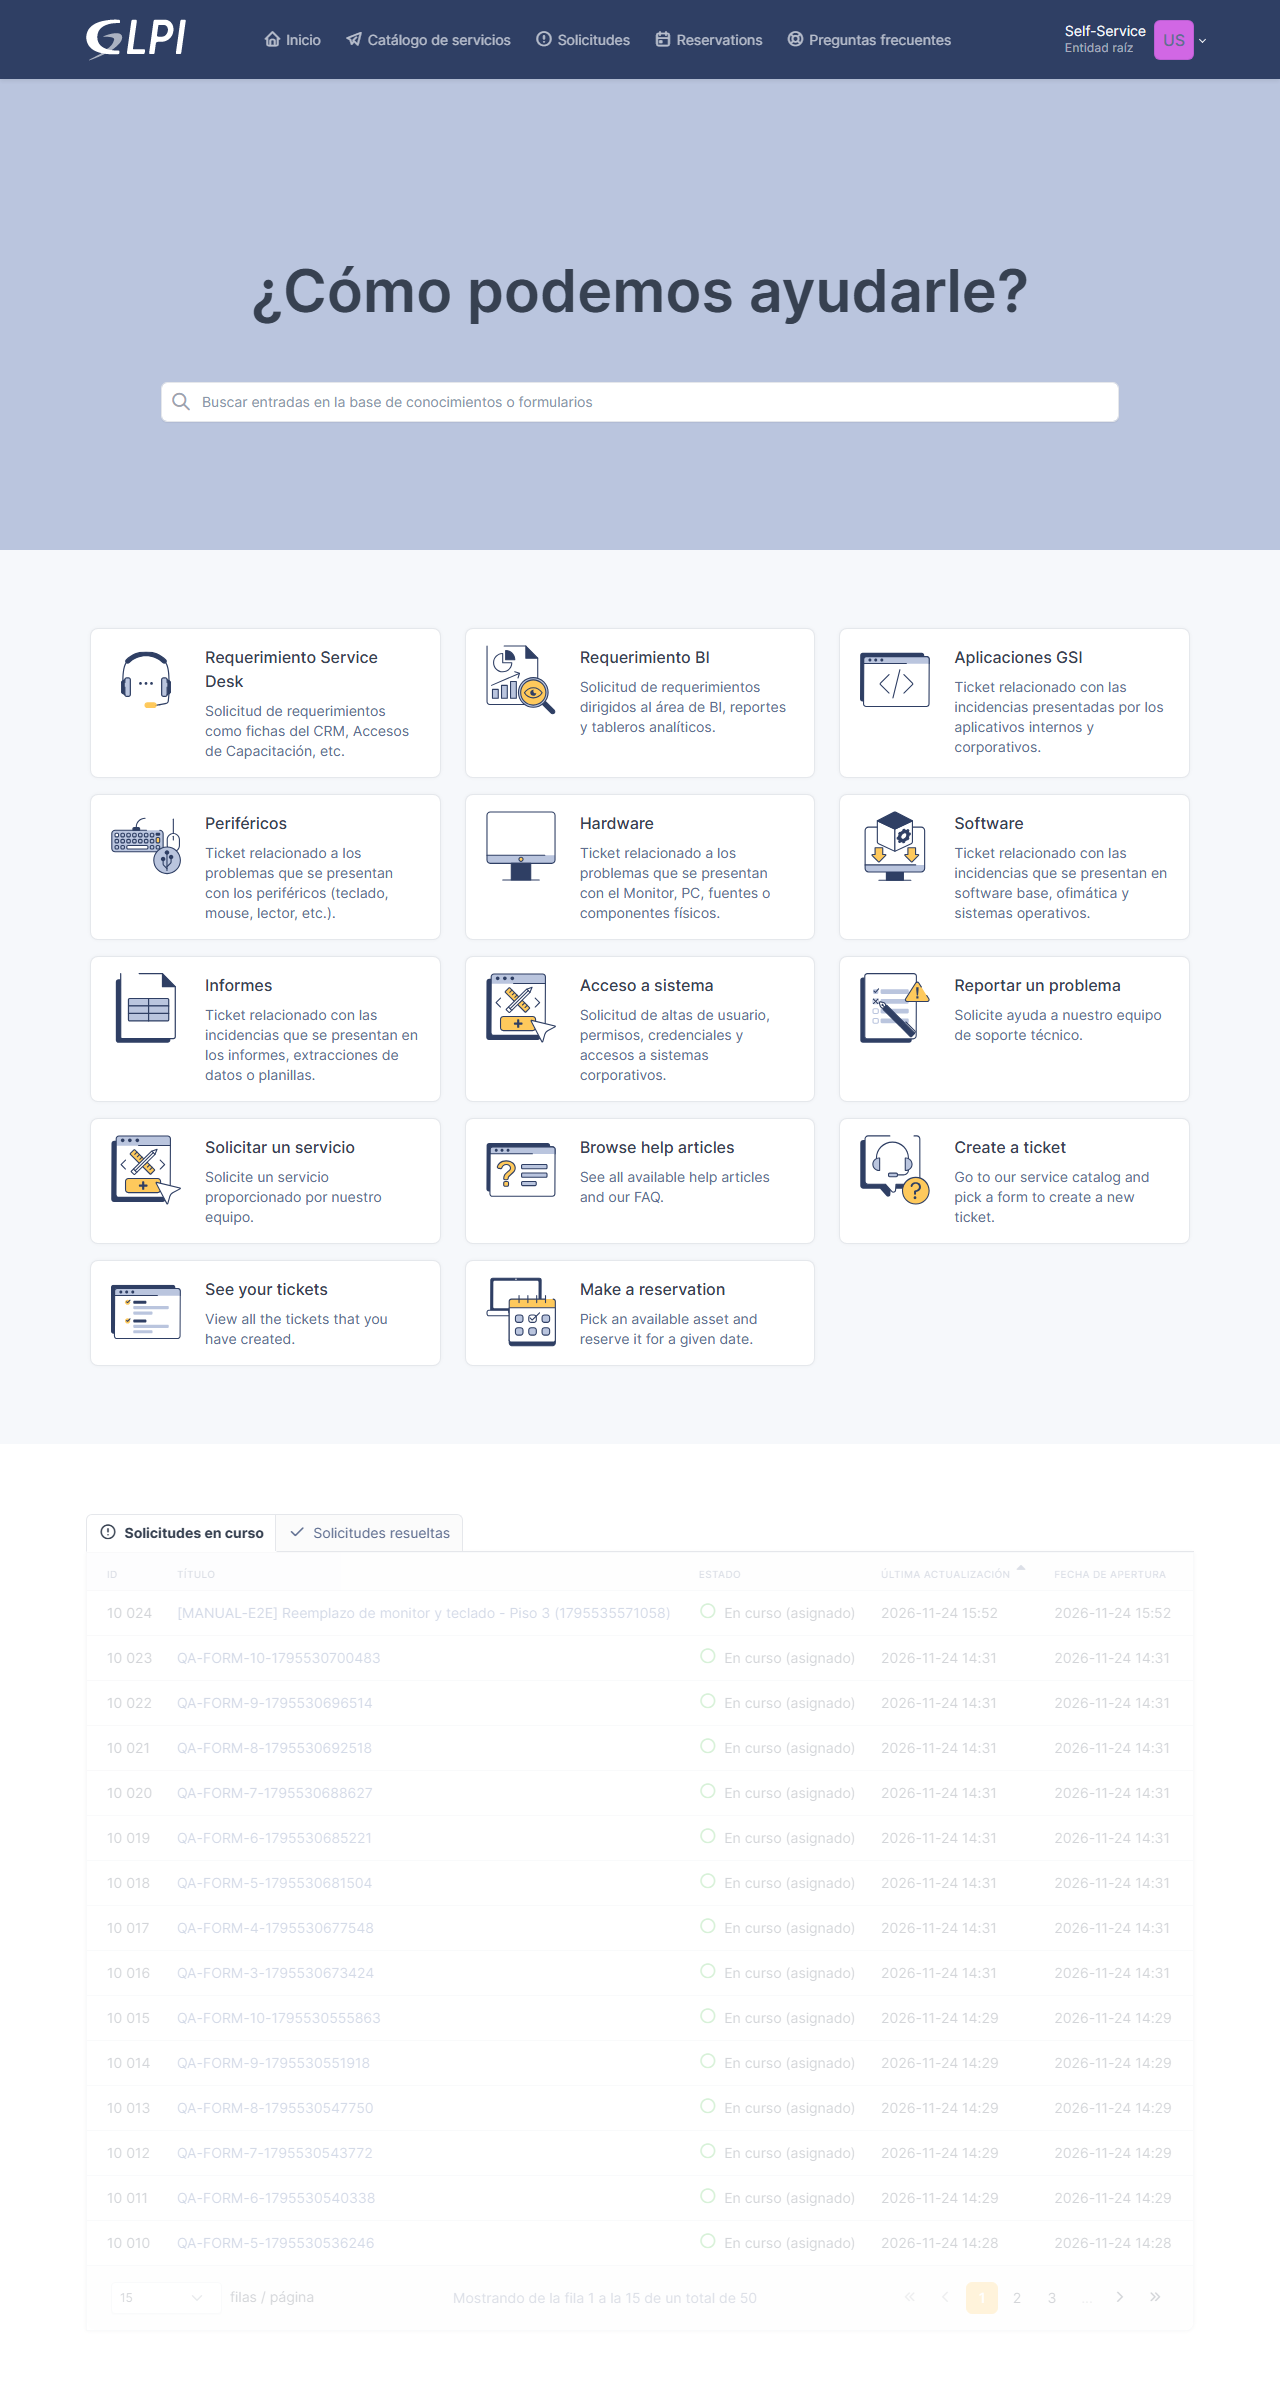 GLPI
Inicio
Catálogo de servicios
Solicitudes
Reservations
Preguntas frecuentes
Self-Service
Entidad raíz
US
¿Cómo podemos ayudarle?
Buscar entradas en la base de conocimientos o formularios
Requerimiento Service
Desk
Solicitud de requerimientos
como fichas del CRM, Accesos
de Capacitación, etc.
Requerimiento BI
Solicitud de requerimientos
dirigidos al área de BI, reportes
y tableros analíticos.
Aplicaciones GSI
Ticket relacionado con las
incidencias presentadas por los
aplicativos internos y
corporativos.
Periféricos
Ticket relacionado a los
problemas que se presentan
con los periféricos (teclado,
mouse, lector, etc.).
Hardware
Ticket relacionado a los
problemas que se presentan
con el Monitor, PC, fuentes o
componentes físicos.
Software
Ticket relacionado con las
incidencias que se presentan en
software base, ofimática y
sistemas operativos.
Informes
Ticket relacionado con las
incidencias que se presentan en
los informes, extracciones de
datos o planillas.
Acceso a sistema
Solicitud de altas de usuario,
permisos, credenciales y
accesos a sistemas
corporativos.
Reportar un problema
Solicite ayuda a nuestro equipo
de soporte técnico.
Solicitar un servicio
Solicite un servicio
proporcionado por nuestro
equipo.
Browse help articles
See all available help articles
and our FAQ.
Create a ticket
Go to our service catalog and
pick a form to create a new
ticket.
See your tickets
View all the tickets that you
have created.
Make a reservation
Pick an available asset and
reserve it for a given date.
Solicitudes en curso
Solicitudes resueltas
ID TÍTULO ESTADO ÚLTIMA ACTUALIZACIÓN FECHA DE APERTURA
10 024 [MANUAL-E2E] Reemplazo de monitor y teclado - Piso 3 (1795535571058) En curso (asignado) 2026-11-24 15:52 2026-11-24 15:52
10 023 QA-FORM-10-1795530700483 En curso (asignado) 2026-11-24 14:31 2026-11-24 14:31
10 022 QA-FORM-9-1795530696514 En curso (asignado) 2026-11-24 14:31 2026-11-24 14:31
10 021 QA-FORM-8-1795530692518 En curso (asignado) 2026-11-24 14:31 2026-11-24 14:31
10 020 QA-FORM-7-1795530688627 En curso (asignado) 2026-11-24 14:31 2026-11-24 14:31
10 019 QA-FORM-6-1795530685221 En curso (asignado) 2026-11-24 14:31 2026-11-24 14:31
10 018 QA-FORM-5-1795530681504 En curso (asignado) 2026-11-24 14:31 2026-11-24 14:31
10 017 QA-FORM-4-1795530677548 En curso (asignado) 2026-11-24 14:31 2026-11-24 14:31
10 016 QA-FORM-3-1795530673424 En curso (asignado) 2026-11-24 14:31 2026-11-24 14:31
10 015 QA-FORM-10-1795530555863 En curso (asignado) 2026-11-24 14:29 2026-11-24 14:29
10 014 QA-FORM-9-1795530551918 En curso (asignado) 2026-11-24 14:29 2026-11-24 14:29
10 013 QA-FORM-8-1795530547750 En curso (asignado) 2026-11-24 14:29 2026-11-24 14:29
10 012 QA-FORM-7-1795530543772 En curso (asignado) 2026-11-24 14:29 2026-11-24 14:29
10 011 QA-FORM-6-1795530540338 En curso (asignado) 2026-11-24 14:29 2026-11-24 14:29
10 010 QA-FORM-5-1795530536246 En curso (asignado) 2026-11-24 14:28 2026-11-24 14:28
15 filas / página Mostrando de la fila 1 a la 15 de un total de 50 « ‹ 1 2 3 ... › »